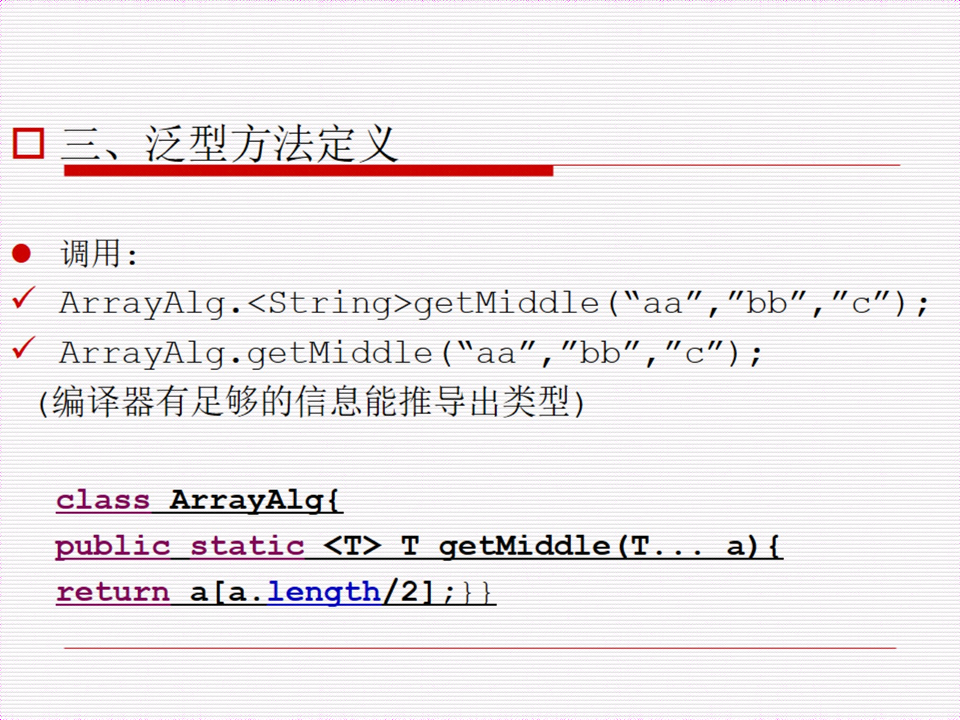 三、泛型方法定义
调用:
ArrayAlg.<String>getMiddle(“aa”,”bb”,”c”);
ArrayAlg.getMiddle(“aa”,”bb”,”c”);
(编译器有足够的信息能推导出类型)
class ArrayAlg{
public static <T> T getMiddle(T... a){
return a[a.length/2];}}